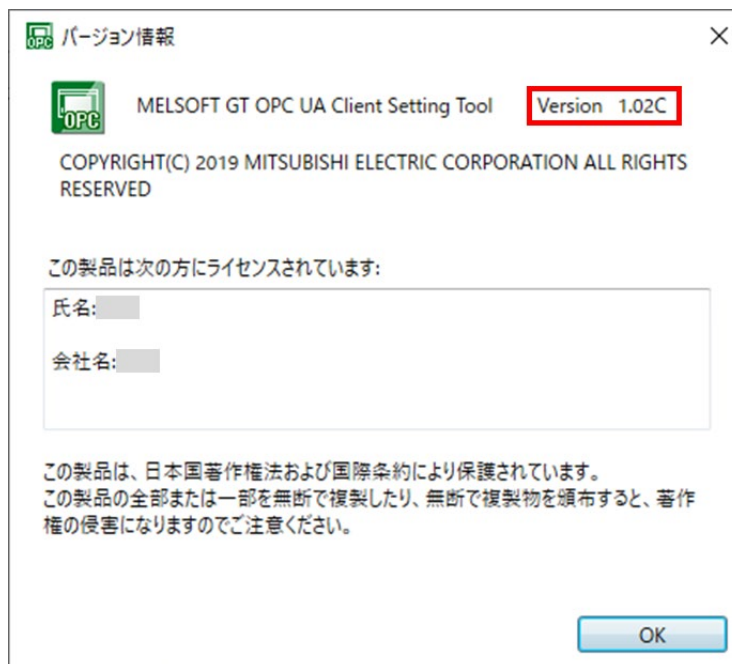 バージョン情報
MELSOFT GT OPC UA Client Setting Tool Version 1.02C
OPC
COPYRIGHT(C) 2019 MITSUBISHI ELECTRIC CORPORATION ALL RIGHTS
RESERVED
この製品は次の方にライセンスされています:
氏名:
会社名:
この製品は、日本国著作権法および国際条約により保護されています。
この製品の全部または一部を無断で複製したり、無断で複製物を頒布すると、著作
権の侵害になりますのでご注意ください。
OK